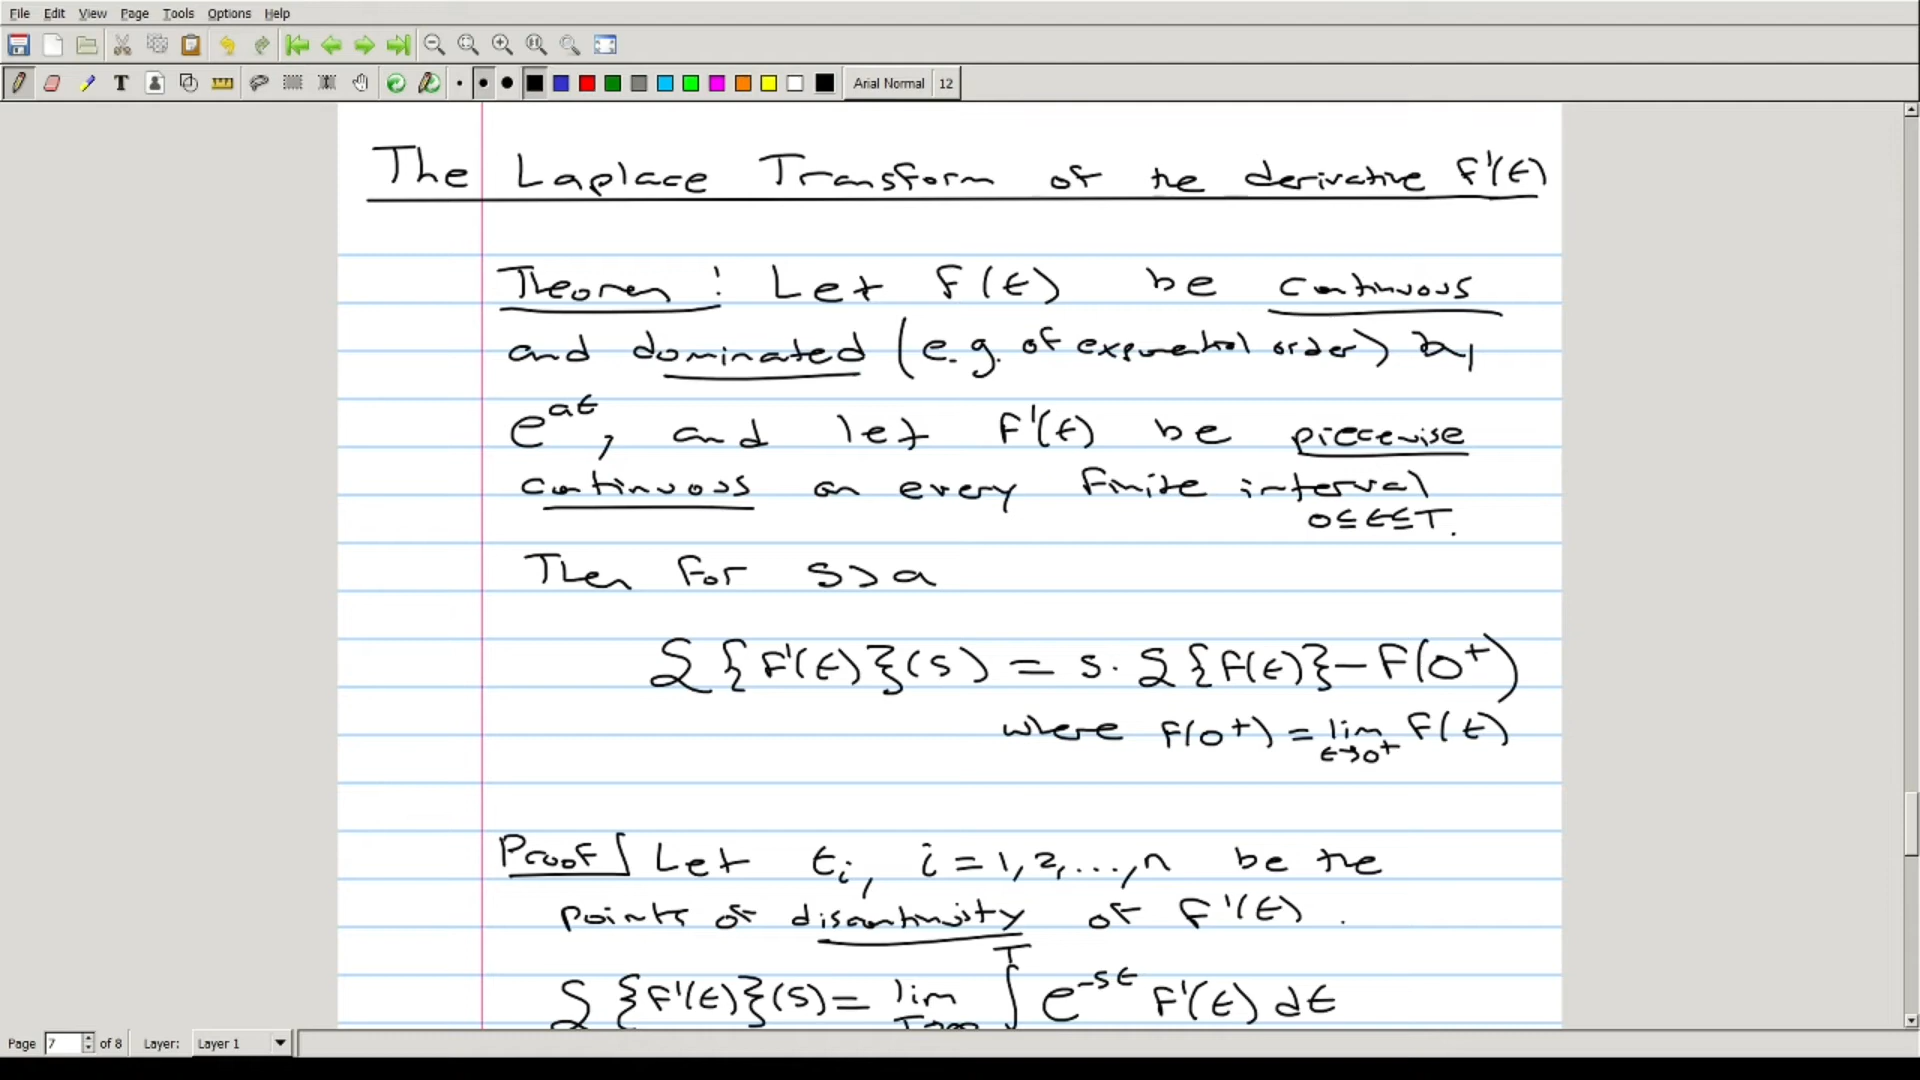 File Edit View Page Tools Options Help
T Arial Normal 12
The Laplace Transform of the derivative F'(t)
Theorem: Let F(t) be continuous
and dominated (e.g. of exponential order) by
e^{at}, and let F'(t) be piecewise
continuous on every finite interval
0≤t≤T.
Then for s>a
ℒ{F'(t)}(s) = s·ℒ{F(t)}-F(0⁺)
where F(0⁺) = lim_{t→0⁺} F(t)
Proof] Let t_i, i=1,2,...,n be the
points of discontinuity of F'(t).
ℒ{F'(t)}(s) = lim_{T→∞} ∫^T e^{-st} F'(t) dt
Page 7 of 8 Layer: Layer 1